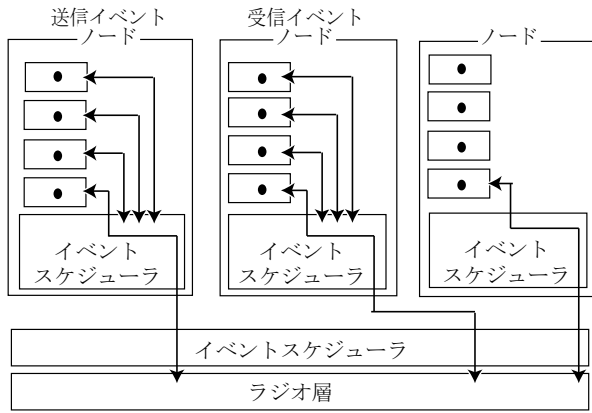 送信イベント
受信イベント
ノード
ノード
ノード
イベント
スケジューラ
イベント
スケジューラ
イベント
スケジューラ
イベントスケジューラ
ラジオ層